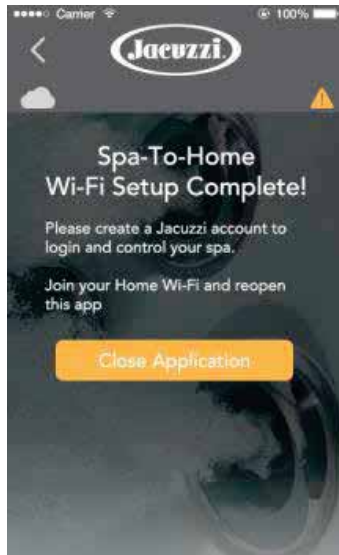 Carrier 100%
Jacuzzi
Spa-To-Home
Wi-Fi Setup Complete!
Please create a Jacuzzi account to
login and control your spa.
Join your Home Wi-Fi and reopen
this app
Close Application